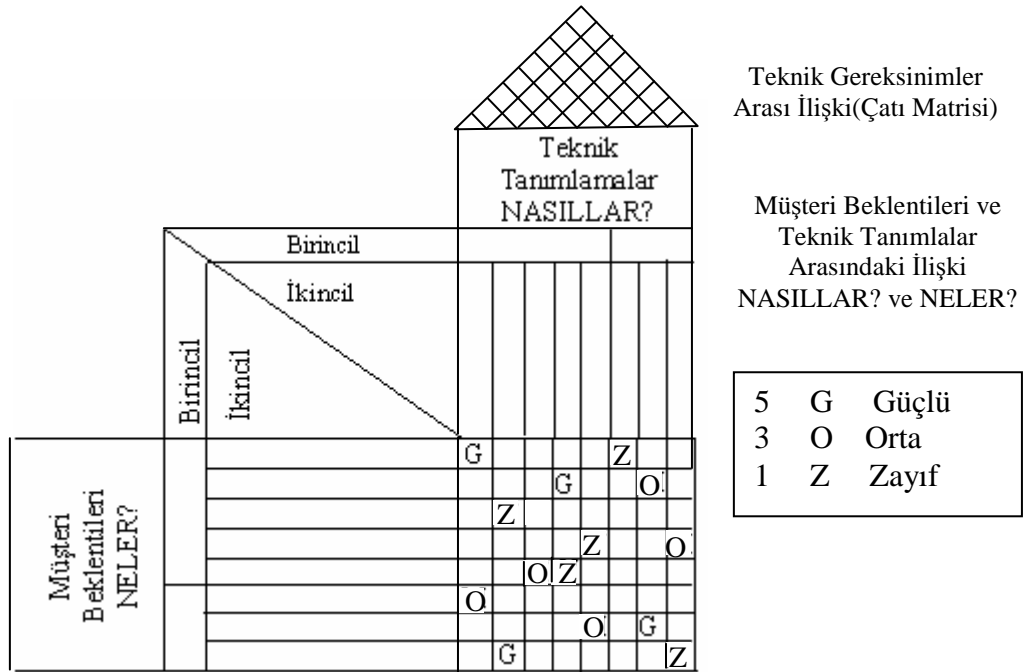 Teknik Gereksinimler
Arası İlişki(Çatı Matrisi)
Teknik
Tanımlamalar
NASILLAR?
Müşteri Beklentileri ve
Teknik Tanımlalar
Arasındaki İlişki
NASILLAR? ve NELER?
Birincil
İkincil
Birincil
İkincil
5 G Güçlü
3 O Orta
1 Z Zayıf
Müşteri
Beklentileri
NELER?
G Z
G O
Z
Z O
O Z
O
O G
G Z